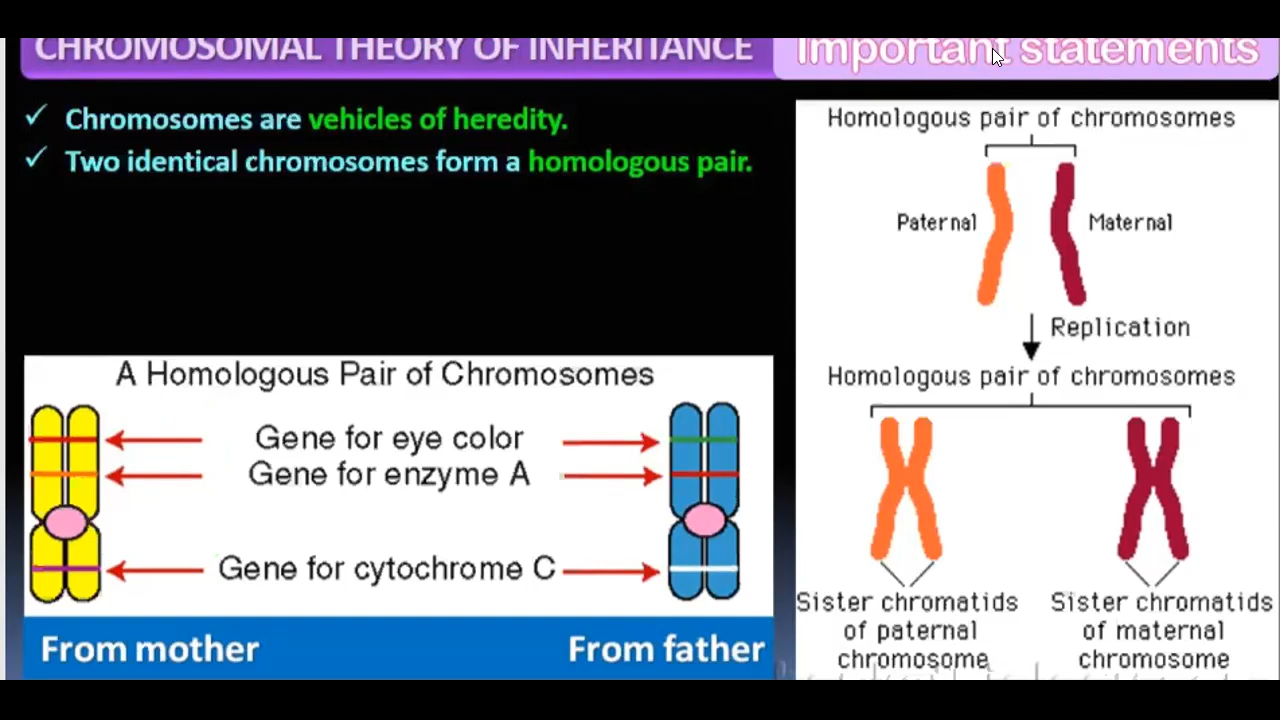 CHROMOSOMAL THEORY OF INHERITANCE
Important statements
Chromosomes are vehicles of heredity.
Two identical chromosomes form a homologous pair.
A Homologous Pair of Chromosomes
Gene for eye color
Gene for enzyme A
Gene for cytochrome C
From mother
From father
Homologous pair of chromosomes
Paternal
Maternal
Replication
Homologous pair of chromosomes
Sister chromatids
of paternal
chromosome
Sister chromatids
of maternal
chromosome